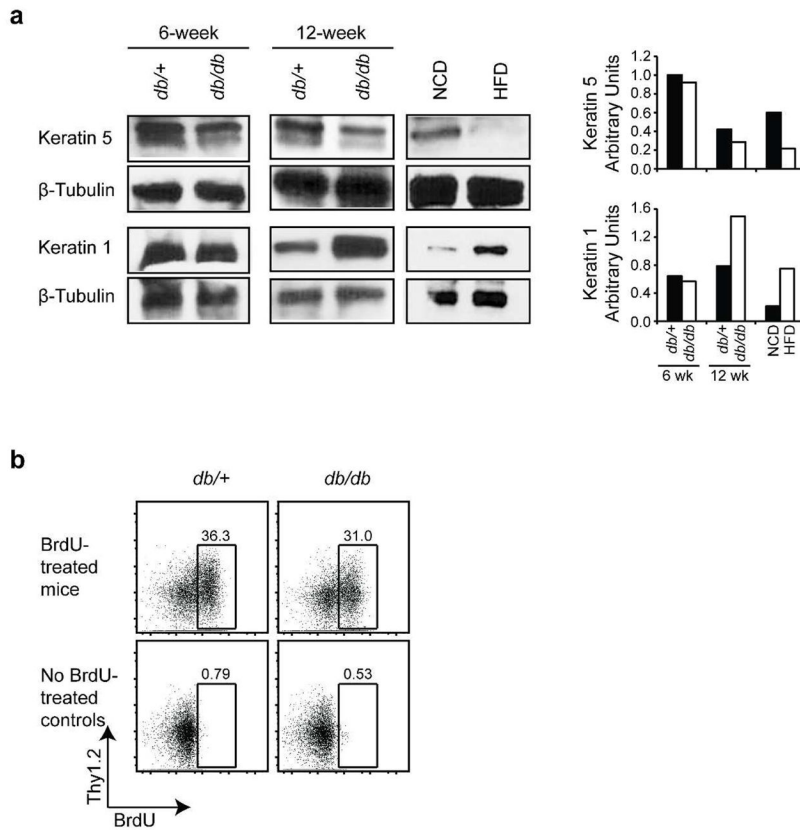 a
6-week
12-week
db/+
db/db
db/+
db/db
NCD
HFD
Keratin 5
β-Tubulin
Keratin 1
β-Tubulin
Keratin 5
Arbitrary Units
1.2
1.0
0.8
0.6
0.4
0.2
0.0
Keratin 1
Arbitrary Units
1.6
1.2
0.8
0.4
0.0
db/+
db/db
db/+
db/db
NCD
HFD
6 wk
12 wk
b
db/+
db/db
BrdU-
treated
mice
36.3
31.0
No BrdU-
treated
controls
0.79
0.53
Thy1.2
BrdU